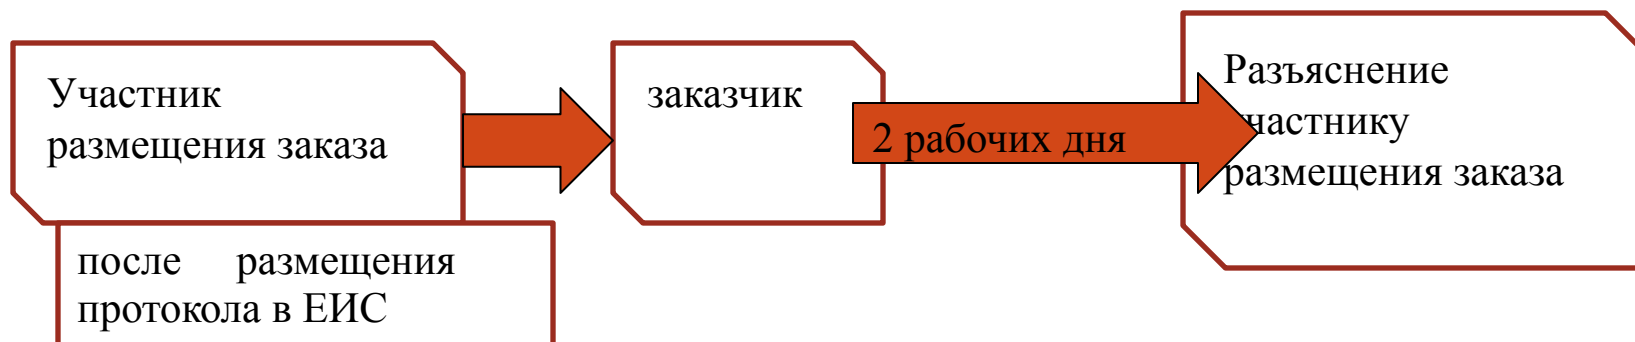 Участник
размещения заказа
после размещения
протокола в ЕИС
заказчик
2 рабочих дня
Разъяснение
участнику
размещения заказа